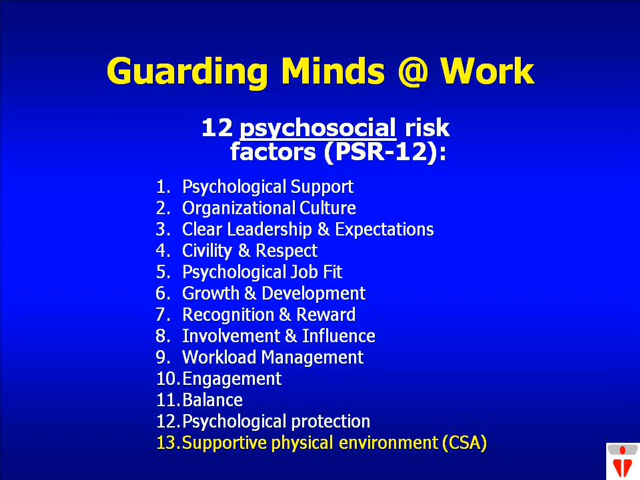 Guarding Minds @ Work
12 psychosocial risk
factors (PSR-12):
1. Psychological Support
2. Organizational Culture
3. Clear Leadership & Expectations
4. Civility & Respect
5. Psychological Job Fit
6. Growth & Development
7. Recognition & Reward
8. Involvement & Influence
9. Workload Management
10. Engagement
11. Balance
12. Psychological protection
13. Supportive physical environment (CSA)